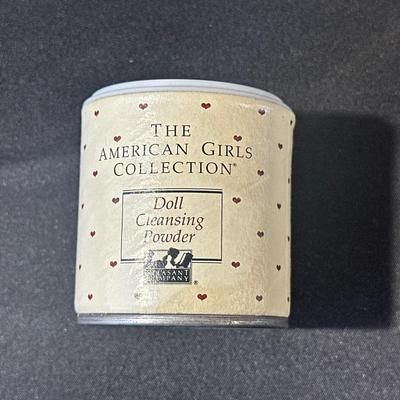 THE
AMERICAN GIRLS
COLLECTION®
Doll
Cleansing
Powder
PLEASANT
COMPANY
®